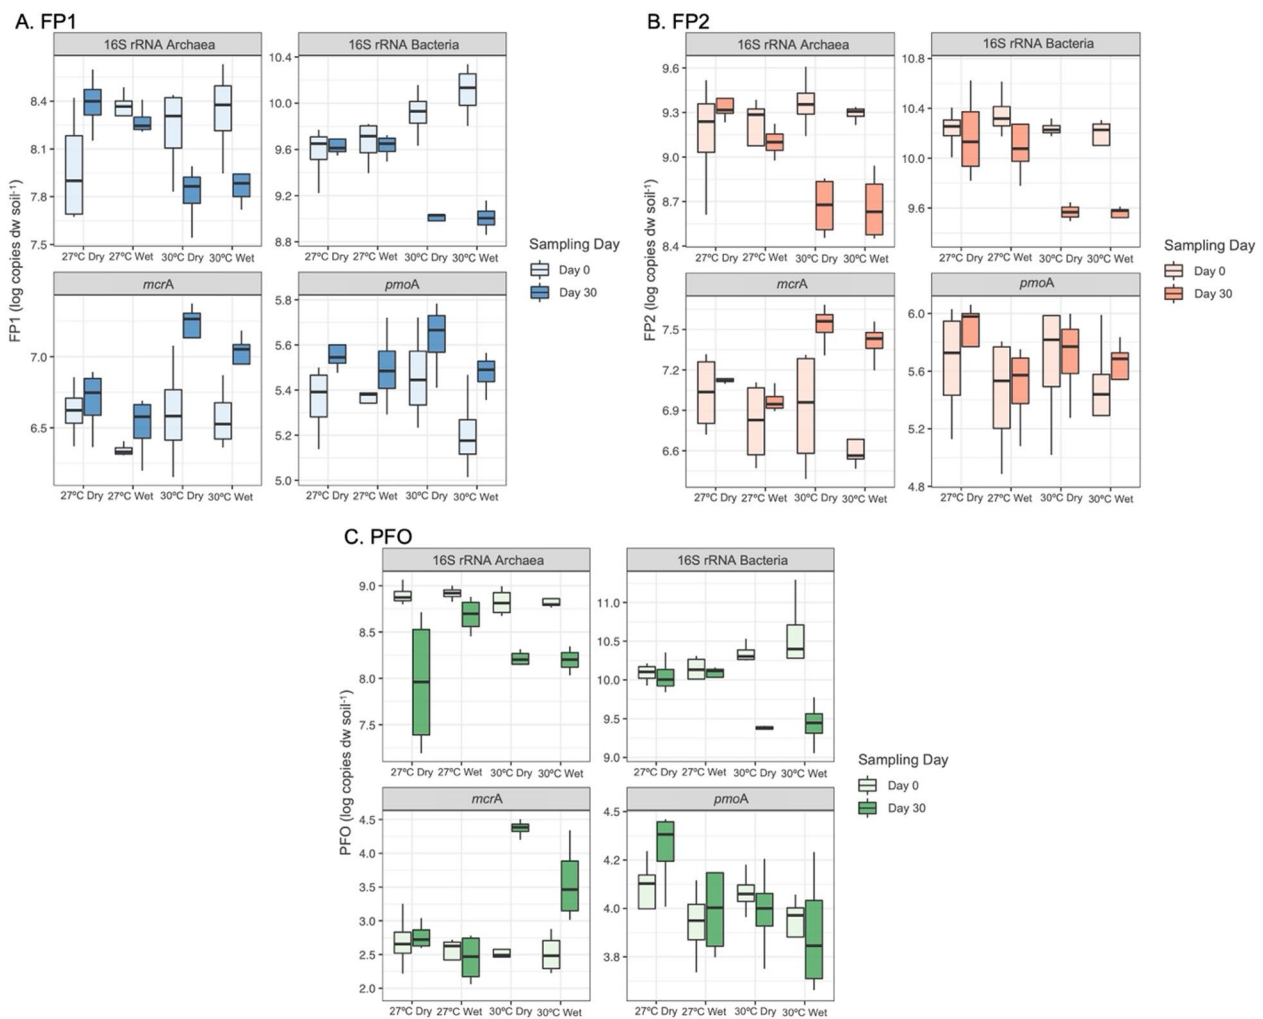 A. FP1
16S rRNA Archaea
16S rRNA Bacteria
8.4
8.1
7.8
7.5
10.4
10.0
9.6
9.2
8.8
27ºC Dry 27ºC Wet 30ºC Dry 30ºC Wet
27ºC Dry 27ºC Wet 30ºC Dry 30ºC Wet
FP1 (log copies dw soil⁻¹)
mcrA
pmoA
7.0
6.5
5.8
5.6
5.4
5.2
5.0
27ºC Dry 27ºC Wet 30ºC Dry 30ºC Wet
27ºC Dry 27ºC Wet 30ºC Dry 30ºC Wet
Sampling Day
Day 0
Day 30
B. FP2
16S rRNA Archaea
16S rRNA Bacteria
9.6
9.3
9.0
8.7
8.4
10.8
10.4
10.0
9.6
27ºC Dry 27ºC Wet 30ºC Dry 30ºC Wet
27ºC Dry 27ºC Wet 30ºC Dry 30ºC Wet
FP2 (log copies dw soil⁻¹)
mcrA
pmoA
7.5
7.2
6.9
6.6
6.0
5.6
5.2
4.8
27ºC Dry 27ºC Wet 30ºC Dry 30ºC Wet
27ºC Dry 27ºC Wet 30ºC Dry 30ºC Wet
Sampling Day
Day 0
Day 30
C. PFO
16S rRNA Archaea
16S rRNA Bacteria
9.0
8.5
8.0
7.5
11.0
10.5
10.0
9.5
9.0
27ºC Dry 27ºC Wet 30ºC Dry 30ºC Wet
27ºC Dry 27ºC Wet 30ºC Dry 30ºC Wet
PFO (log copies dw soil⁻¹)
mcrA
pmoA
4.5
4.0
3.5
3.0
2.5
2.0
4.5
4.2
4.0
3.8
27ºC Dry 27ºC Wet 30ºC Dry 30ºC Wet
27ºC Dry 27ºC Wet 30ºC Dry 30ºC Wet
Sampling Day
Day 0
Day 30